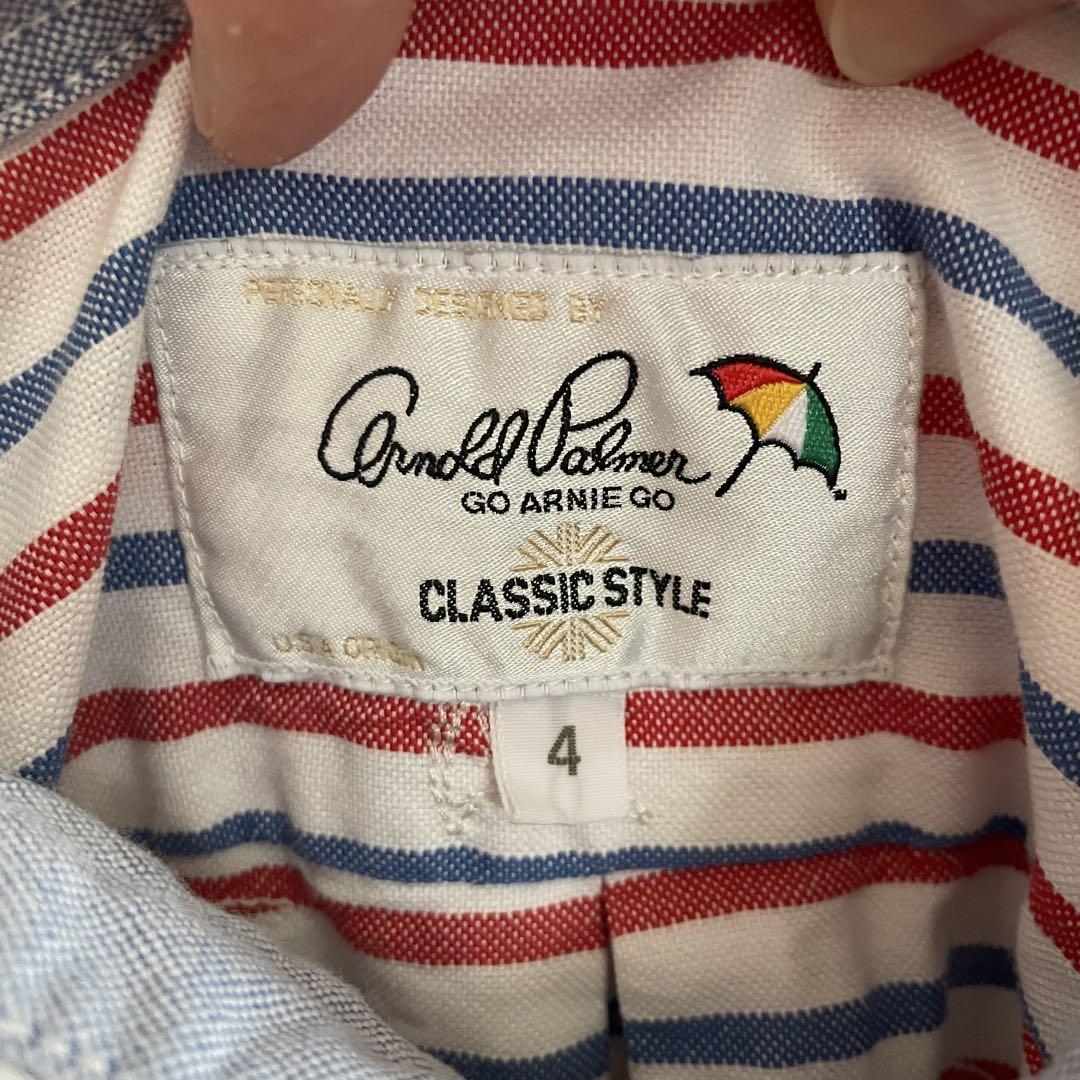 PERSONALLY DESIGNED BY
Arnold Palmer
GO ARNIE GO
CLASSIC STYLE
U.S.A ORIGIN
4